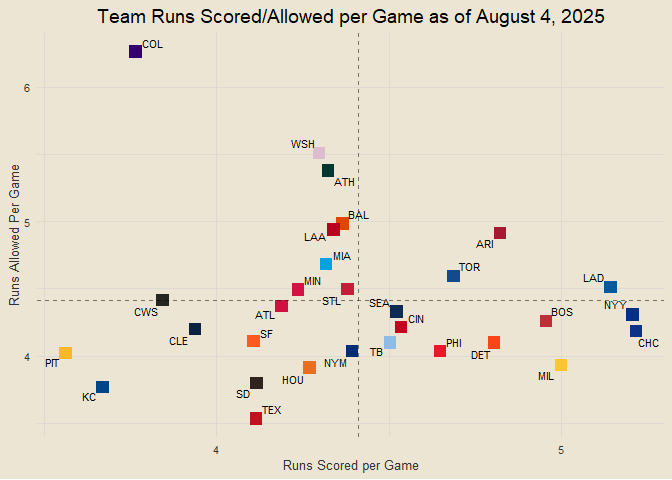 Team Runs Scored/Allowed per Game as of August 4, 2025
COL
6
WSH
ATH
BAL
5
LAA
ARI
MIA
TOR
LAD
MIN
STL
SEA
NYY
CWS
ATL
BOS
CIN
CLE
SF
CHC
4
PIT
NYM
TB
PHI
DET
MIL
HOU
KC
SD
TEX
4
5
Runs Scored per Game
Runs Allowed Per Game